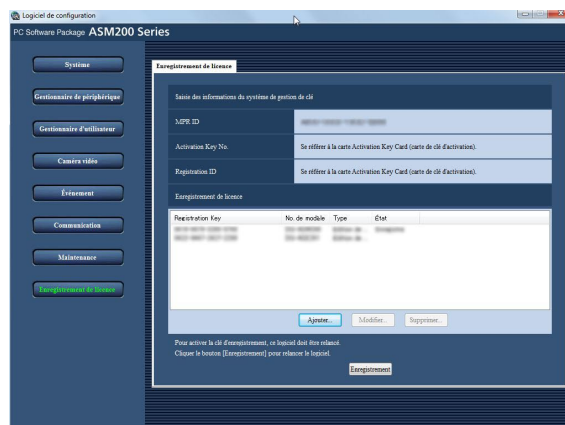 Logiciel de configuration
PC Software Package ASM200 Series
Système
Gestionnaire de périphérique
Gestionnaire d'utilisateur
Caméra vidéo
Événement
Communication
Maintenance
Enregistrement de licence
Enregistrement de licence
Saisie des informations du système de gestion de clé
MPR ID
Activation Key No. Se référer à la carte Activation Key Card (carte de clé d'activation).
Registration ID Se référer à la carte Activation Key Card (carte de clé d'activation).
Enregistrement de licence
Registration Key No. de modèle Type État
Ajouter... Modifier... Supprimer...
Pour activer la clé d'enregistrement, ce logiciel doit être relancé.
Cliquer le bouton [Enregistrement] pour relancer le logiciel.
Enregistrement